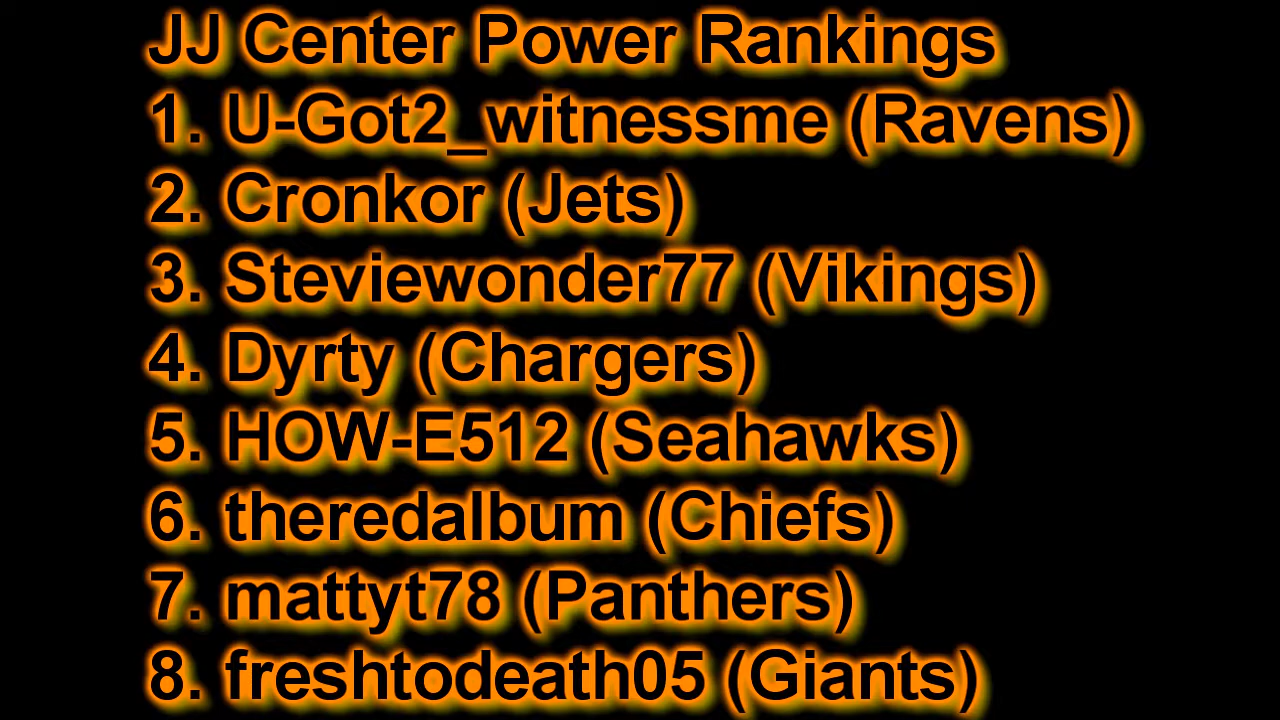 JJ Center Power Rankings
1. U-Got2_witnessme (Ravens)
2. Cronkor (Jets)
3. Steviewonder77 (Vikings)
4. Dyrty (Chargers)
5. HOW-E512 (Seahawks)
6. theredalbum (Chiefs)
7. mattyt78 (Panthers)
8. freshtodeath05 (Giants)